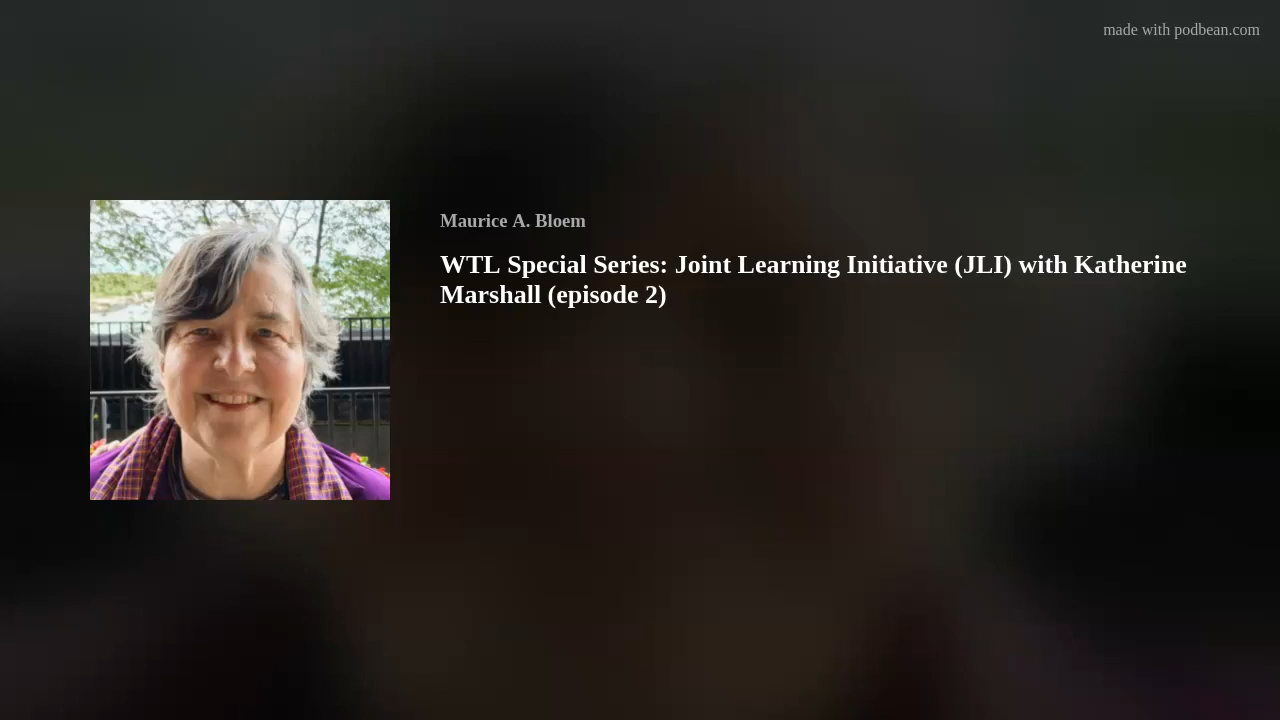 made with podbean.com
Maurice A. Bloem
WTL Special Series: Joint Learning Initiative (JLI) with Katherine
Marshall (episode 2)